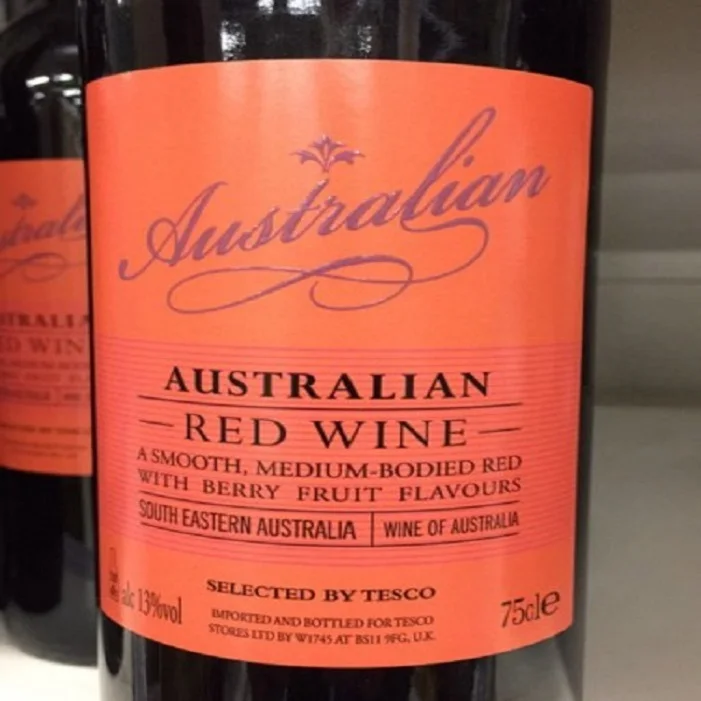 Australian
AUSTRALIAN
RED WINE
A SMOOTH, MEDIUM-BODIED RED
WITH BERRY FRUIT FLAVOURS
SOUTH EASTERN AUSTRALIA | WINE OF AUSTRALIA
SELECTED BY TESCO
alc 13%vol
IMPORTED AND BOTTLED FOR TESCO
STORES LTD BY W1745 AT BS11 9FG, U.K.
75cl e